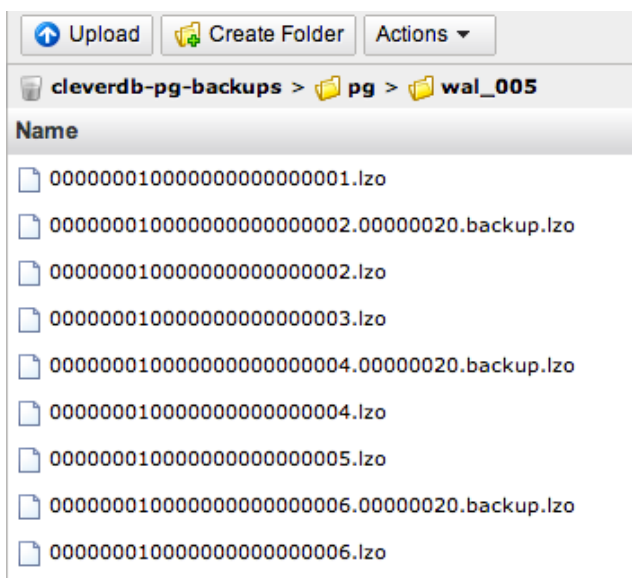 Upload Create Folder Actions
cleverdb-pg-backups > pg > wal_005
Name
000000010000000000000001.lzo
000000010000000000000002.00000020.backup.lzo
000000010000000000000002.lzo
000000010000000000000003.lzo
000000010000000000000004.00000020.backup.lzo
000000010000000000000004.lzo
000000010000000000000005.lzo
000000010000000000000006.00000020.backup.lzo
000000010000000000000006.lzo